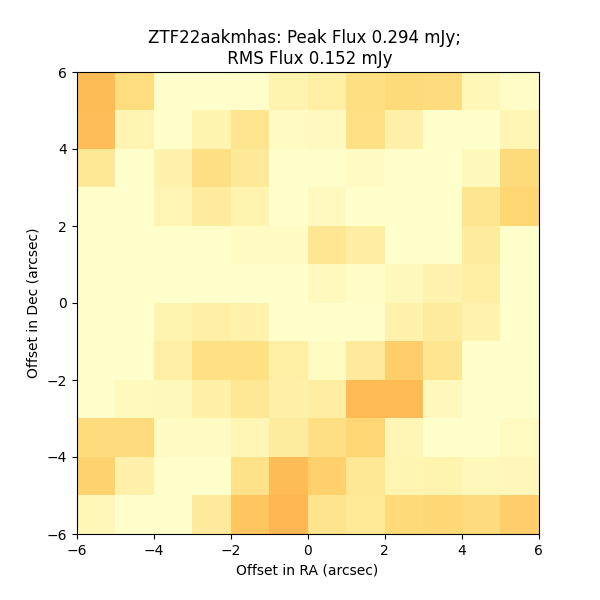 ZTF22aakmhas: Peak Flux 0.294 mJy;
RMS Flux 0.152 mJy
6
4
2
0
−2
−4
−6
Offset in Dec (arcsec)
−6 −4 −2 0 2 4 6
Offset in RA (arcsec)